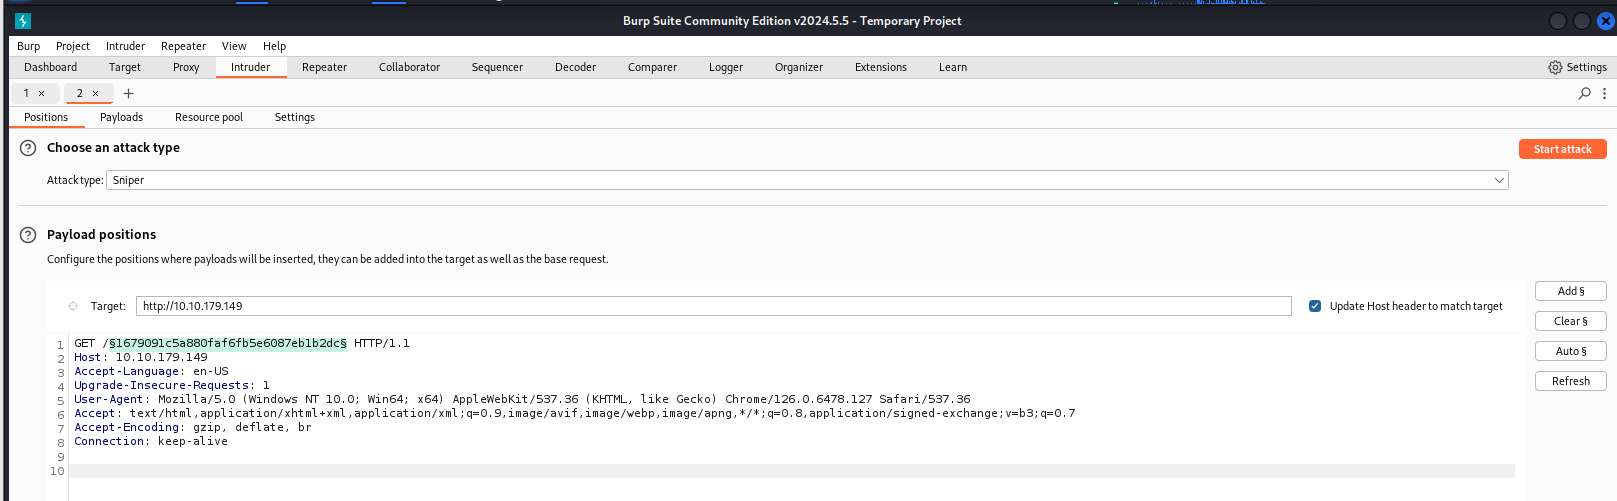 Burp Suite Community Edition v2024.5.5 - Temporary Project
Burp Project Intruder Repeater View Help
Dashboard Target Proxy Intruder Repeater Collaborator Sequencer Decoder Comparer Logger Organizer Extensions Learn Settings
1 × 2 × +
Positions Payloads Resource pool Settings
? Choose an attack type
Start attack
Attack type: Sniper
? Payload positions
Configure the positions where payloads will be inserted, they can be added into the target as well as the base request.
Target: http://10.10.179.149 Update Host header to match target
Add §
Clear §
Auto §
Refresh
1 GET /§1679091c5a880faf6fb5e6087eb1b2dc§ HTTP/1.1
2 Host: 10.10.179.149
3 Accept-Language: en-US
4 Upgrade-Insecure-Requests: 1
5 User-Agent: Mozilla/5.0 (Windows NT 10.0; Win64; x64) AppleWebKit/537.36 (KHTML, like Gecko) Chrome/126.0.6478.127 Safari/537.36
6 Accept: text/html,application/xhtml+xml,application/xml;q=0.9,image/avif,image/webp,image/apng,*/*;q=0.8,application/signed-exchange;v=b3;q=0.7
7 Accept-Encoding: gzip, deflate, br
8 Connection: keep-alive
9
10